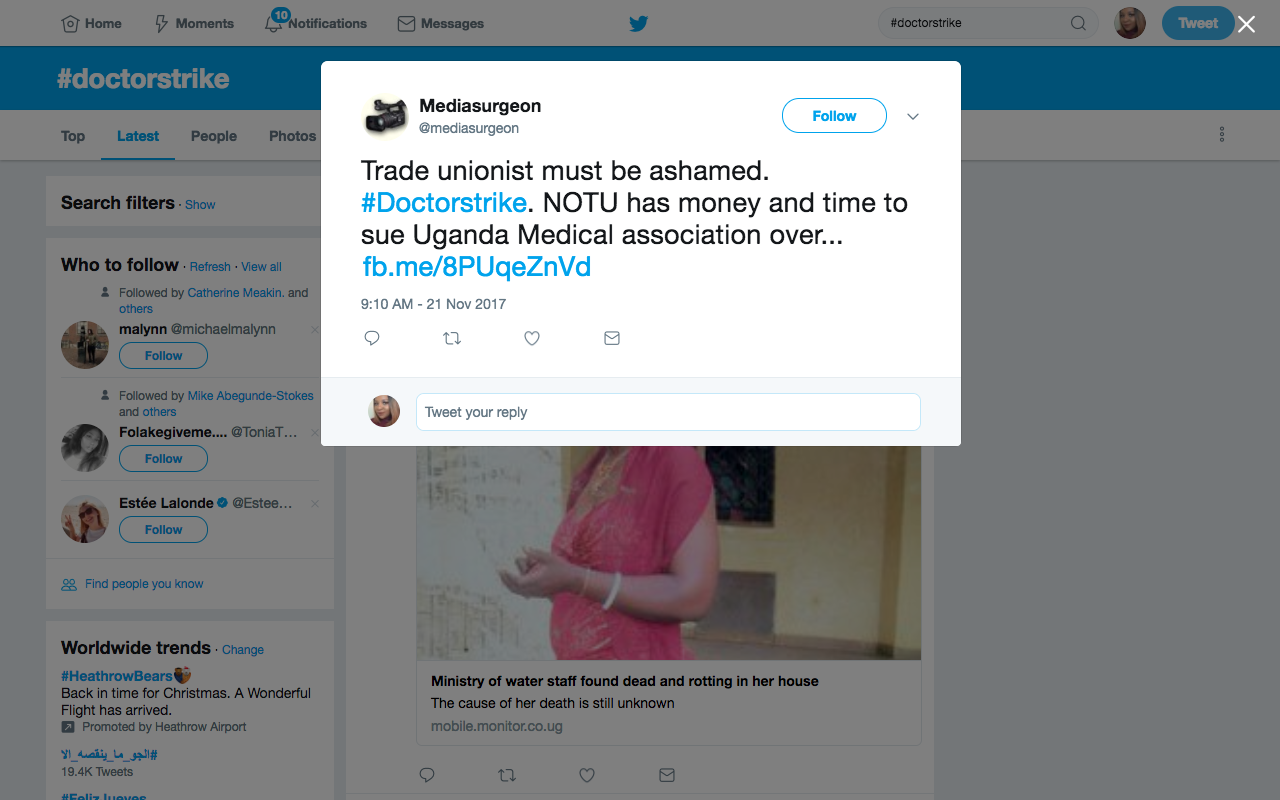 Home
Moments
10
Notifications
Messages
#doctorstrike
Tweet
#doctorstrike
Top
Latest
People
Photos
Search filters · Show
Who to follow · Refresh · View all
Followed by Catherine Meakin. and
others
malynn @michaelmalynn
Follow
Followed by Mike Abegunde-Stokes
and others
Folakegiveme.... @ToniaT...
Follow
Estée Lalonde @Estee...
Follow
Find people you know
Worldwide trends · Change
#HeathrowBears
Back in time for Christmas. A Wonderful
Flight has arrived.
Promoted by Heathrow Airport
#الجو_ما_ينقصه_الا
19.4K Tweets
#FelizJueves
Mediasurgeon
@mediasurgeon
Follow
Trade unionist must be ashamed.
#Doctorstrike. NOTU has money and time to
sue Uganda Medical association over...
fb.me/8PUqeZnVd
9:10 AM - 21 Nov 2017
Tweet your reply
Ministry of water staff found dead and rotting in her house
The cause of her death is still unknown
mobile.monitor.co.ug